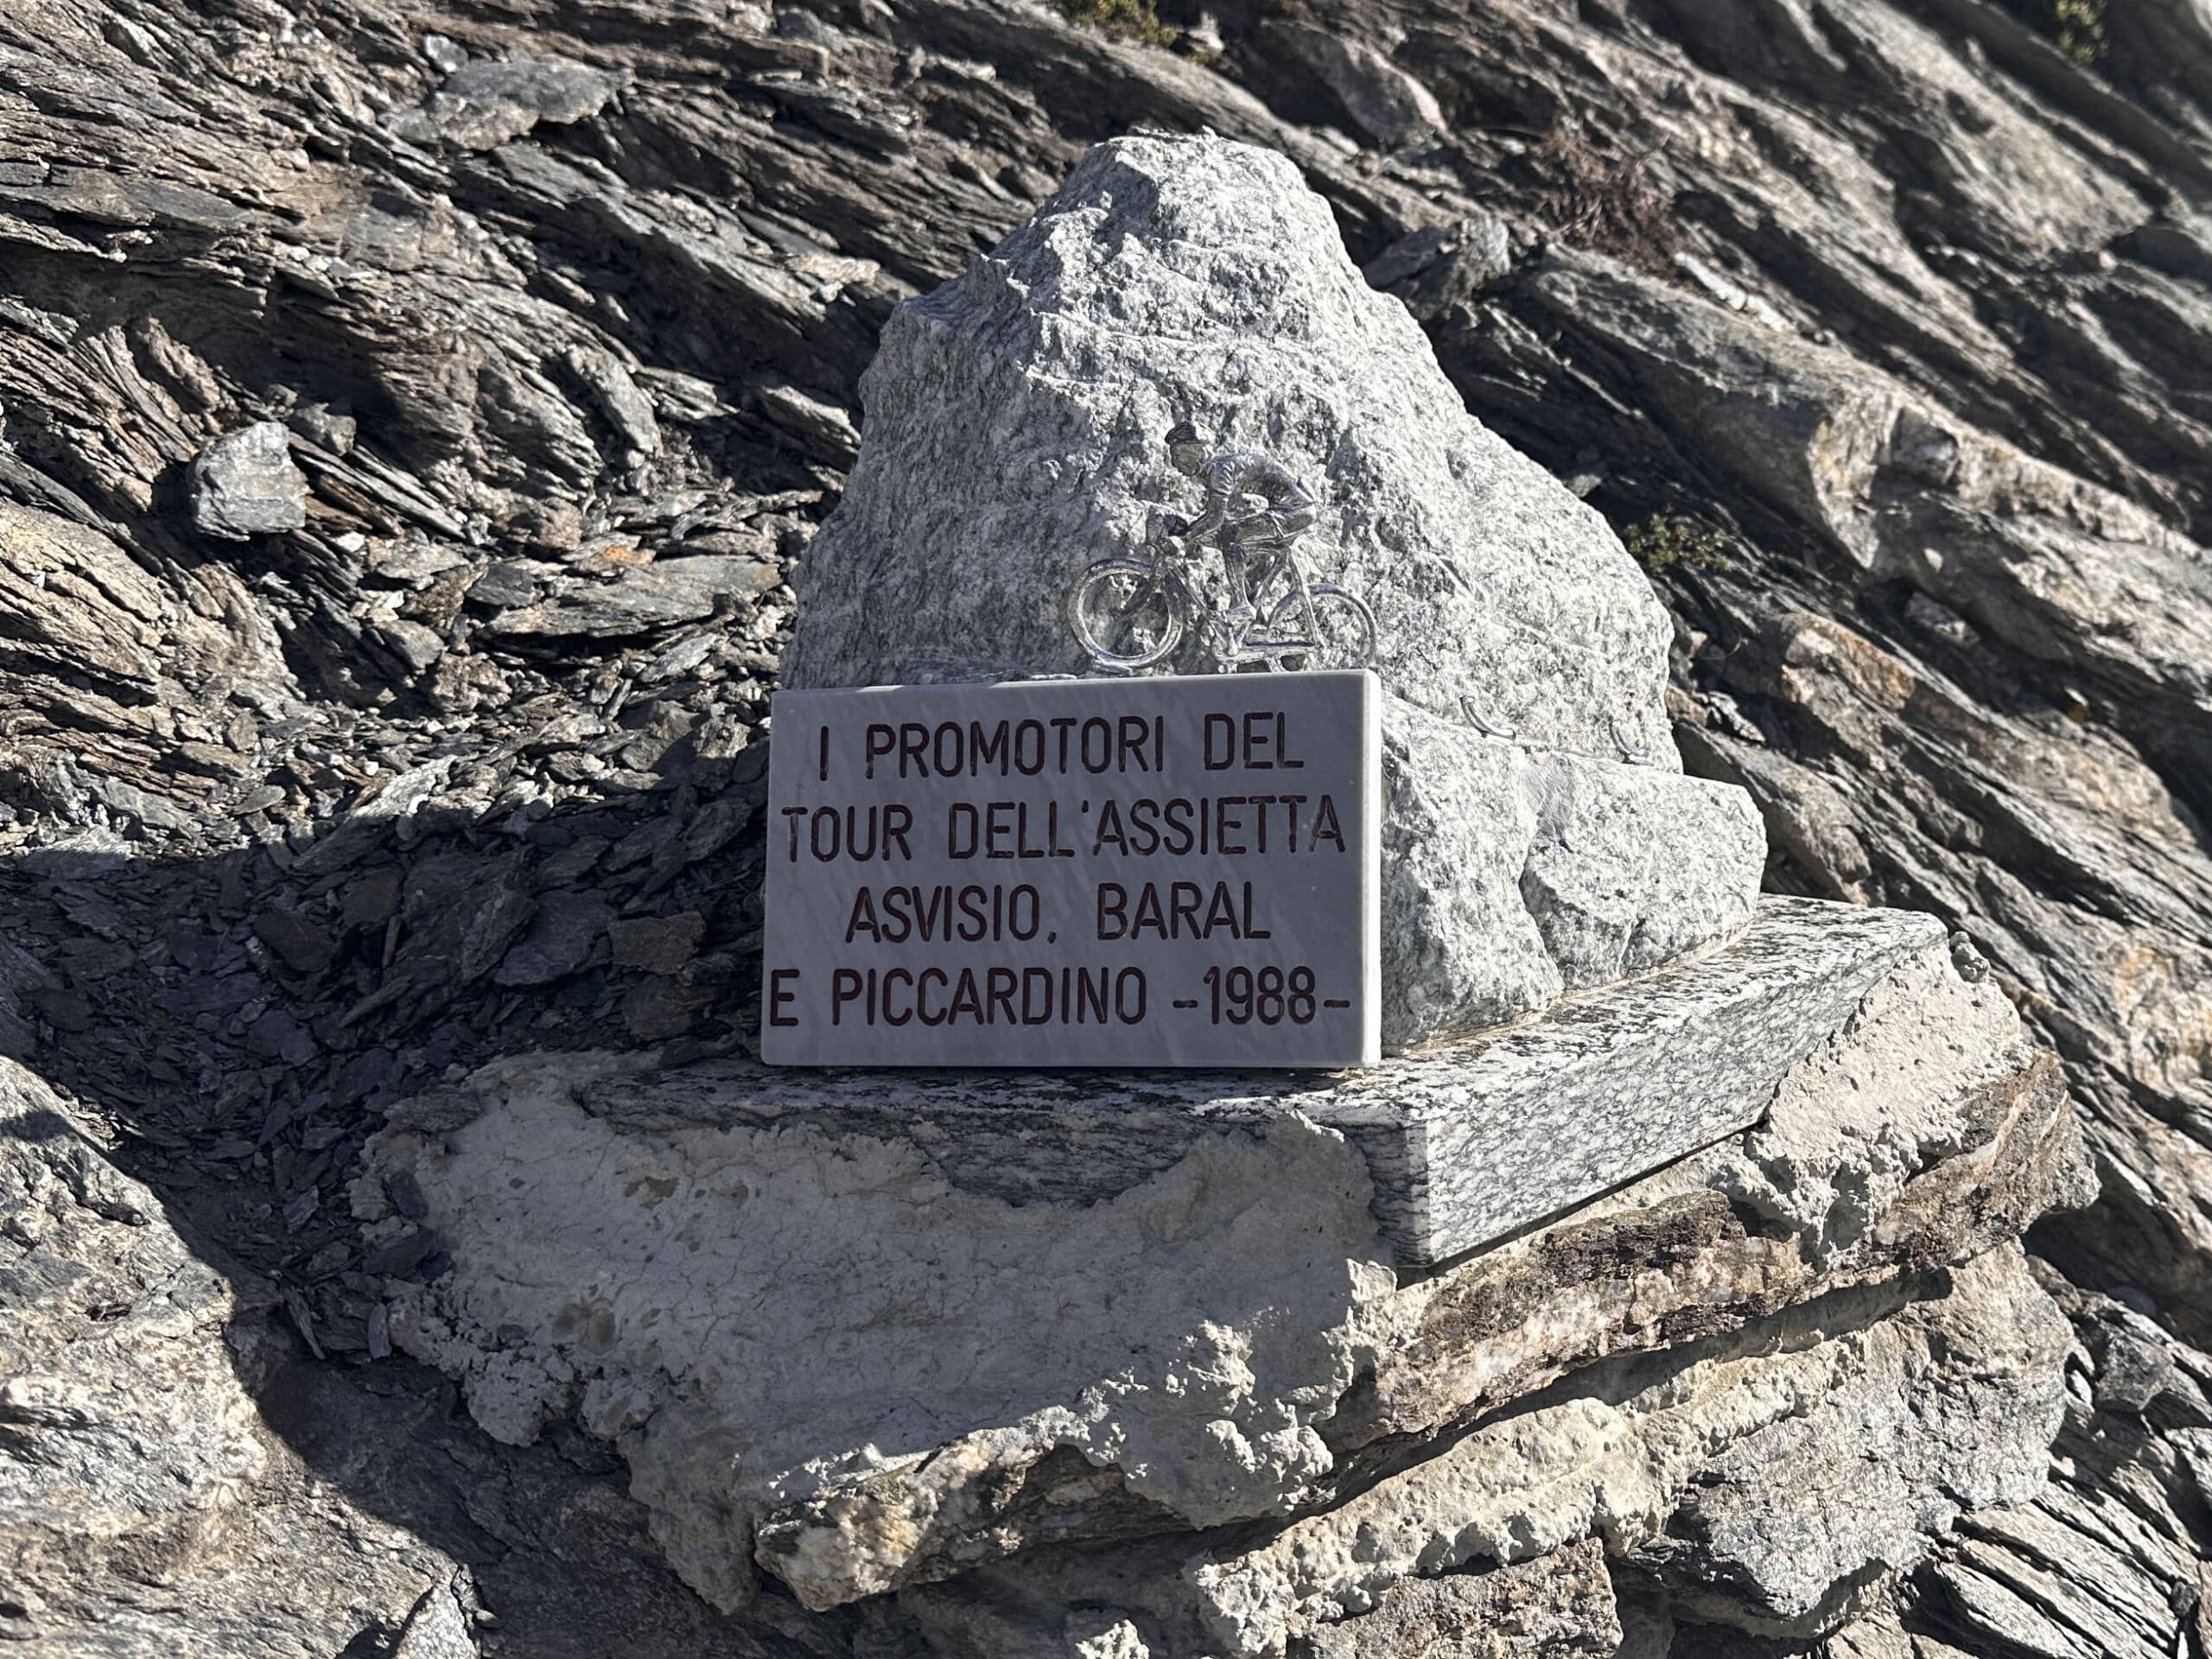 I PROMOTORI DEL
TOUR DELL'ASSIETTA
ASVISIO, BARAL
E PICCARDINO -1988-